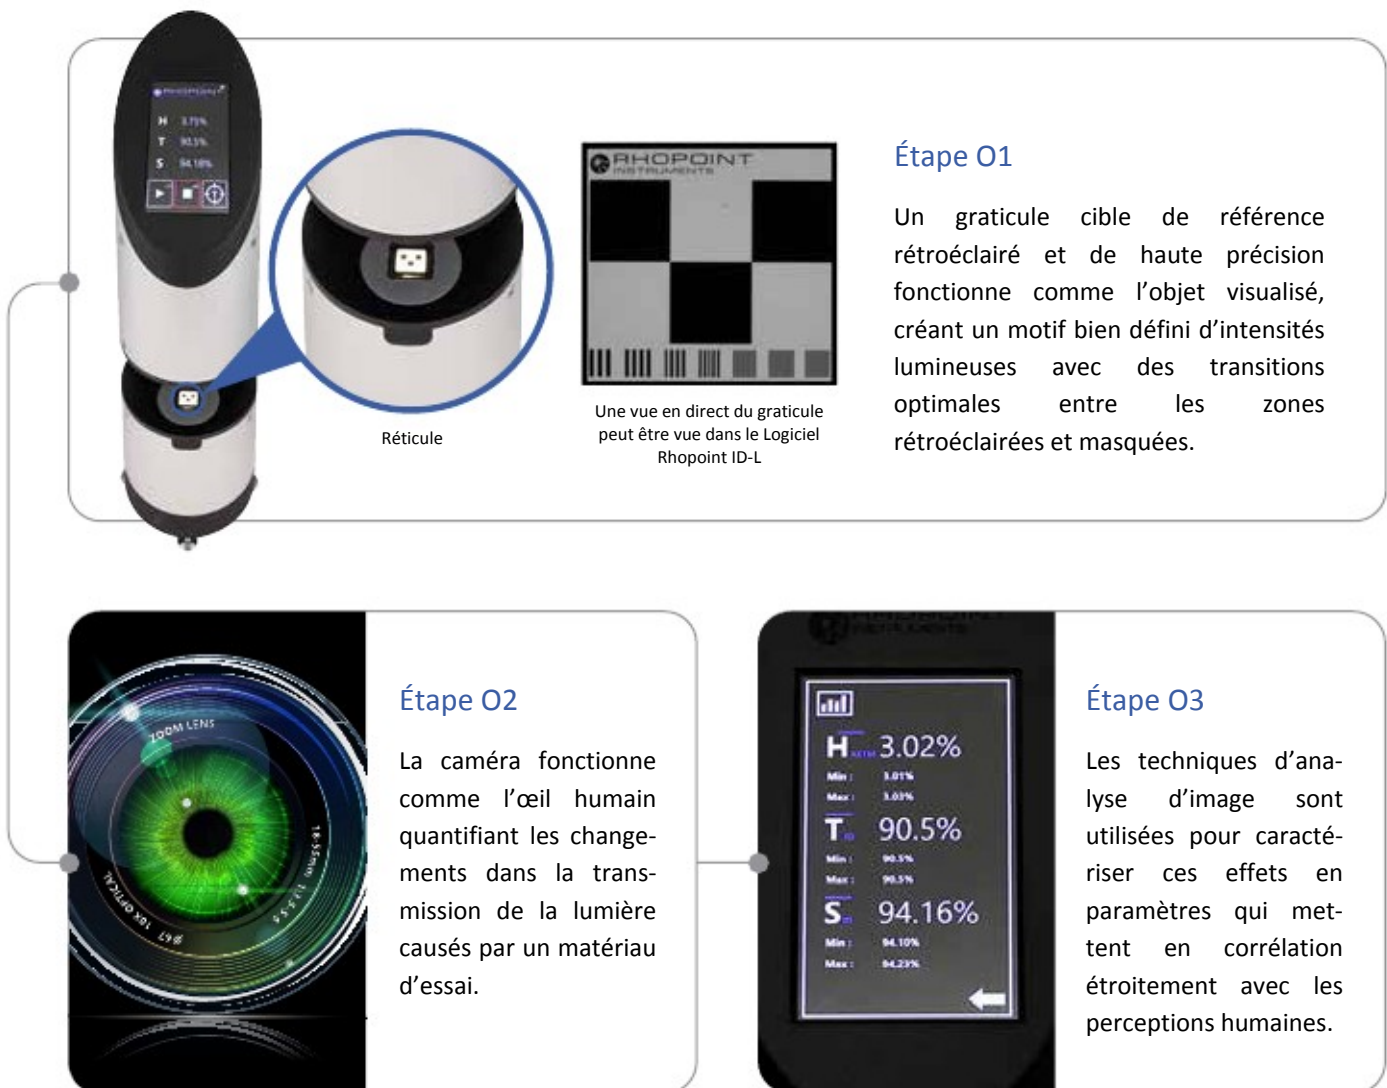 RHOPOINT
H 3.75%
T 90.5%
S 94.18%
Réticule
RHOPOINT
INSTRUMENTS
Une vue en direct du graticule
peut être vue dans le Logiciel
Rhopoint ID-L
Étape O1
Un graticule cible de référence
rétroéclairé et de haute précision
fonctionne comme l’objet visualisé,
créant un motif bien défini d’intensités
lumineuses avec des transitions
optimales entre les zones
rétroéclairées et masquées.
ZOOM LENS
18-55mm 1:3.5-5.6
ø67 10X OPTICAL
Étape O2
La caméra fonctionne
comme l’œil humain
quantifiant les change-
ments dans la trans-
mission de la lumière
causés par un matériau
d’essai.
INSTRUMENTS
H ASTM 3.02%
Min : 3.01%
Max : 3.03%
T 90.5%
Min : 90.5%
Max : 90.5%
S 94.16%
Min : 94.10%
Max : 94.23%
Étape O3
Les techniques d’ana-
lyse d’image sont
utilisées pour caracté-
riser ces effets en
paramètres qui met-
tent en corrélation
étroitement avec les
perceptions humaines.